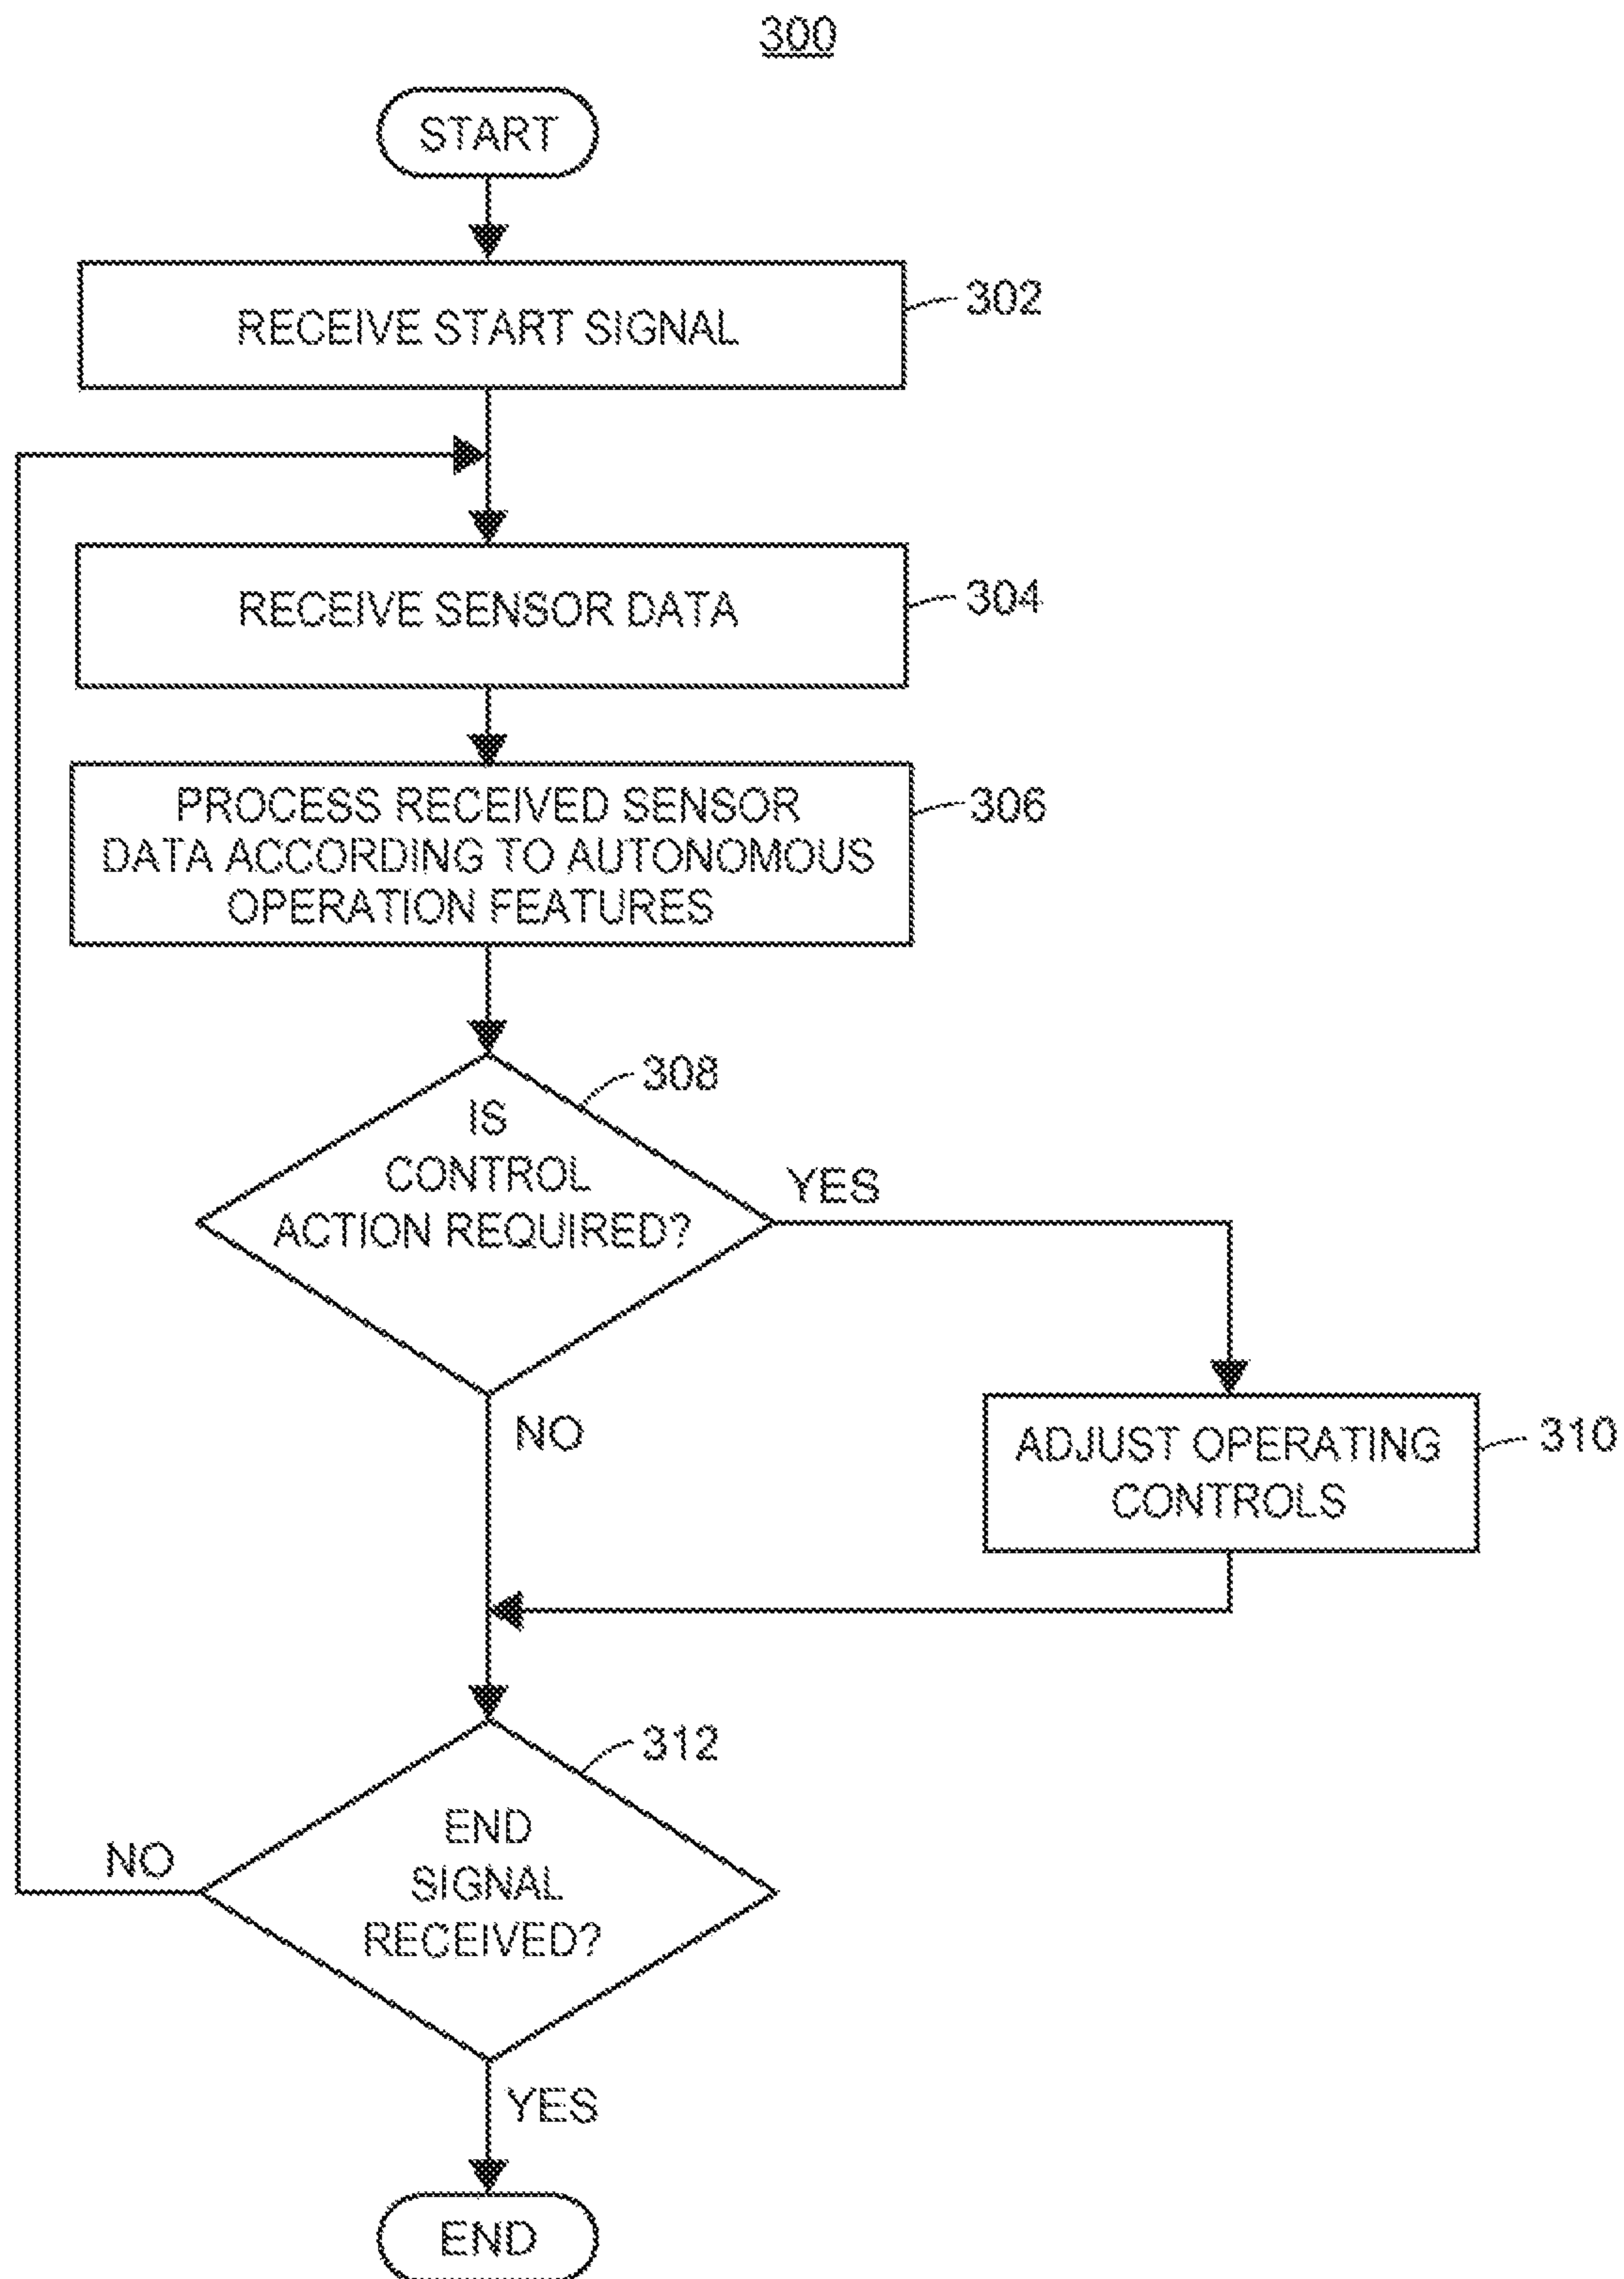 300
START
RECEIVE START SIGNAL
302
RECEIVE SENSOR DATA
304
PROCESS RECEIVED SENSOR
DATA ACCORDING TO AUTONOMOUS
OPERATION FEATURES
306
308
IS
CONTROL
ACTION REQUIRED?
YES
NO
ADJUST OPERATING
CONTROLS
310
312
END
SIGNAL
RECEIVED?
NO
YES
END